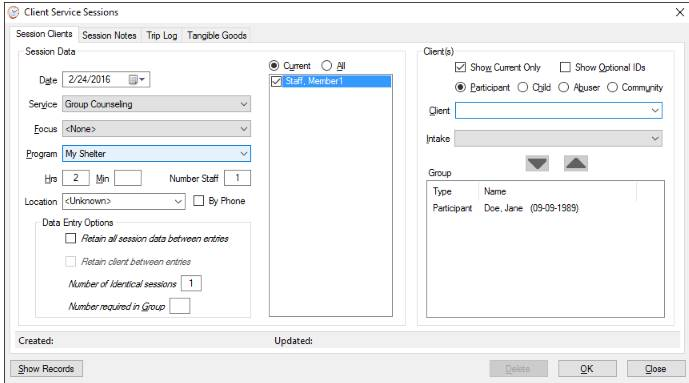 Client Service Sessions
Session Clients Session Notes Trip Log Tangible Goods
Session Data
Date 2/24/2016
Service Group Counseling
Focus <None>
Program My Shelter
Hrs 2 Min Number Staff 1
Location <Unknown> By Phone
Data Entry Options
Retain all session data between entries
Retain client between entries
Number of Identical sessions 1
Number required in Group
Current All
Staff, Member1
Client(s)
Show Current Only Show Optional IDs
Participant Child Abuser Community
Client
Intake
Group
Type Name
Participant Doe, Jane (09-09-1989)
Created: Updated:
Show Records Delete OK Close